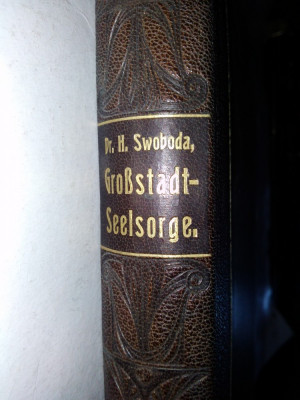 Dr. H. Swoboda,
Großstadt-
Seelsorge.